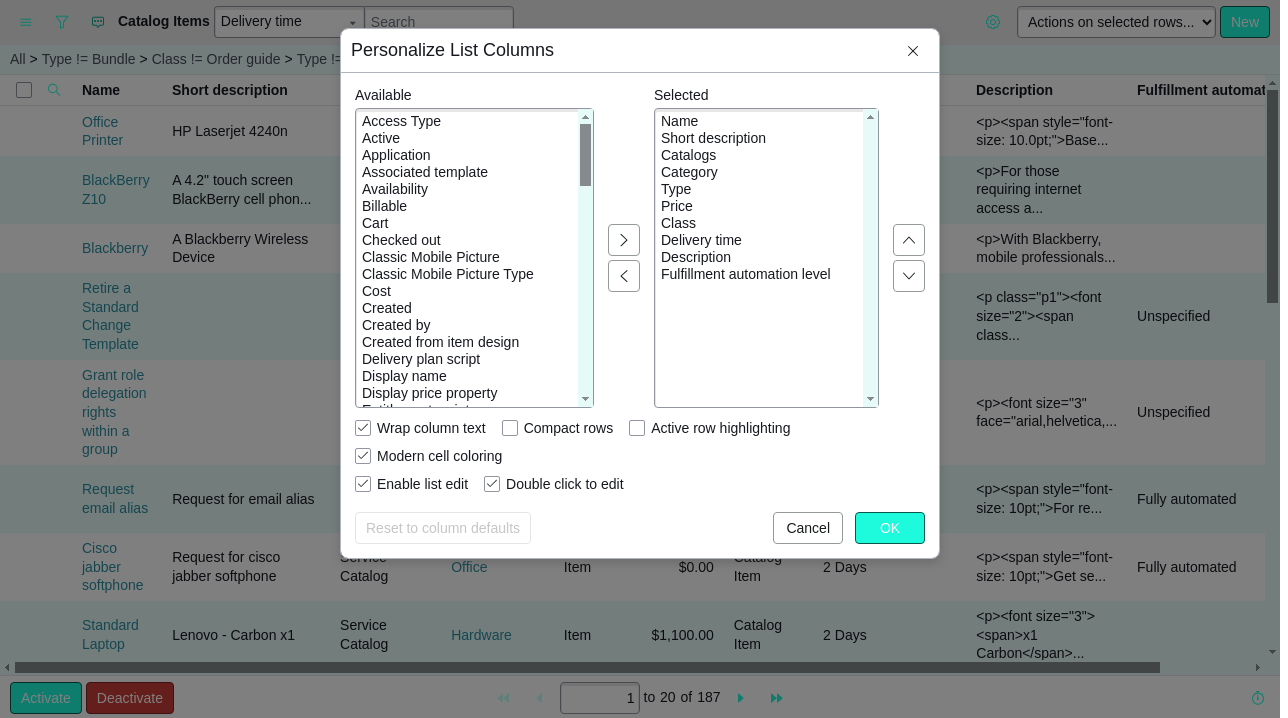 Catalog Items
Delivery time
Search
Actions on selected rows...
New
All > Type != Bundle > Class != Order guide > Type !=
Name
Short description
Description
Fulfillment automat
Office Printer
HP Laserjet 4240n
<p><span style="font-size: 10.0pt;">Base...
BlackBerry Z10
A 4.2" touch screen BlackBerry cell phon...
<p>For those requiring internet access a...
Blackberry
A Blackberry Wireless Device
<p>With Blackberry, mobile professionals...
Retire a Standard Change Template
<p class="p1"><font size="2"><span class...
Unspecified
Grant role delegation rights within a group
<p><font size="3" face="arial,helvetica,...
Unspecified
Request email alias
Request for email alias
<p><span style="font-size: 10pt;">For re...
Fully automated
Cisco jabber softphone
Request for cisco jabber softphone
Service Catalog
Office
Item
$0.00
Catalog Item
2 Days
<p><span style="font-size: 10pt;">Get se...
Fully automated
Standard Laptop
Lenovo - Carbon x1
Service Catalog
Hardware
Item
$1,100.00
Catalog Item
2 Days
<p><font size="3"><span>x1 Carbon</span>...
Personalize List Columns
Available
Access Type
Active
Application
Associated template
Availability
Billable
Cart
Checked out
Classic Mobile Picture
Classic Mobile Picture Type
Cost
Created
Created by
Created from item design
Delivery plan script
Display name
Display price property
Selected
Name
Short description
Catalogs
Category
Type
Price
Class
Delivery time
Description
Fulfillment automation level
Wrap column text
Compact rows
Active row highlighting
Modern cell coloring
Enable list edit
Double click to edit
Reset to column defaults
Cancel
OK
Activate
Deactivate
1 to 20 of 187